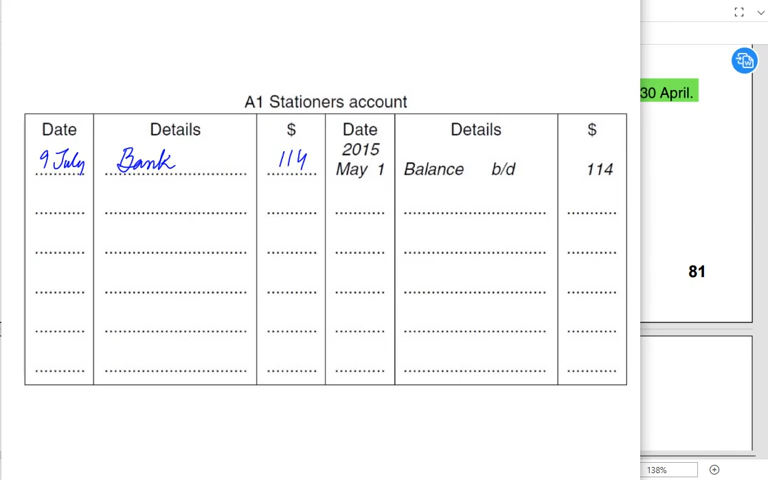 30 April.
A1 Stationers account
Date Details $ Date Details $
2015
9 July Bank 114 May 1 Balance b/d 114
81
138%